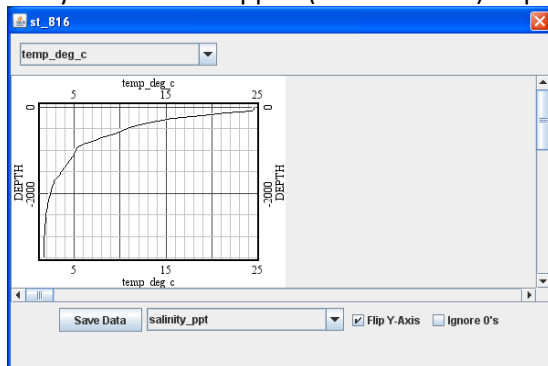 st_816
temp_deg_c
temp_deg_c
5 15 25
0 0
DEPTH
-2000
DEPTH
-2000
5 15 25
temp_deg_c
Save Data salinity_ppt Flip Y-Axis Ignore 0's